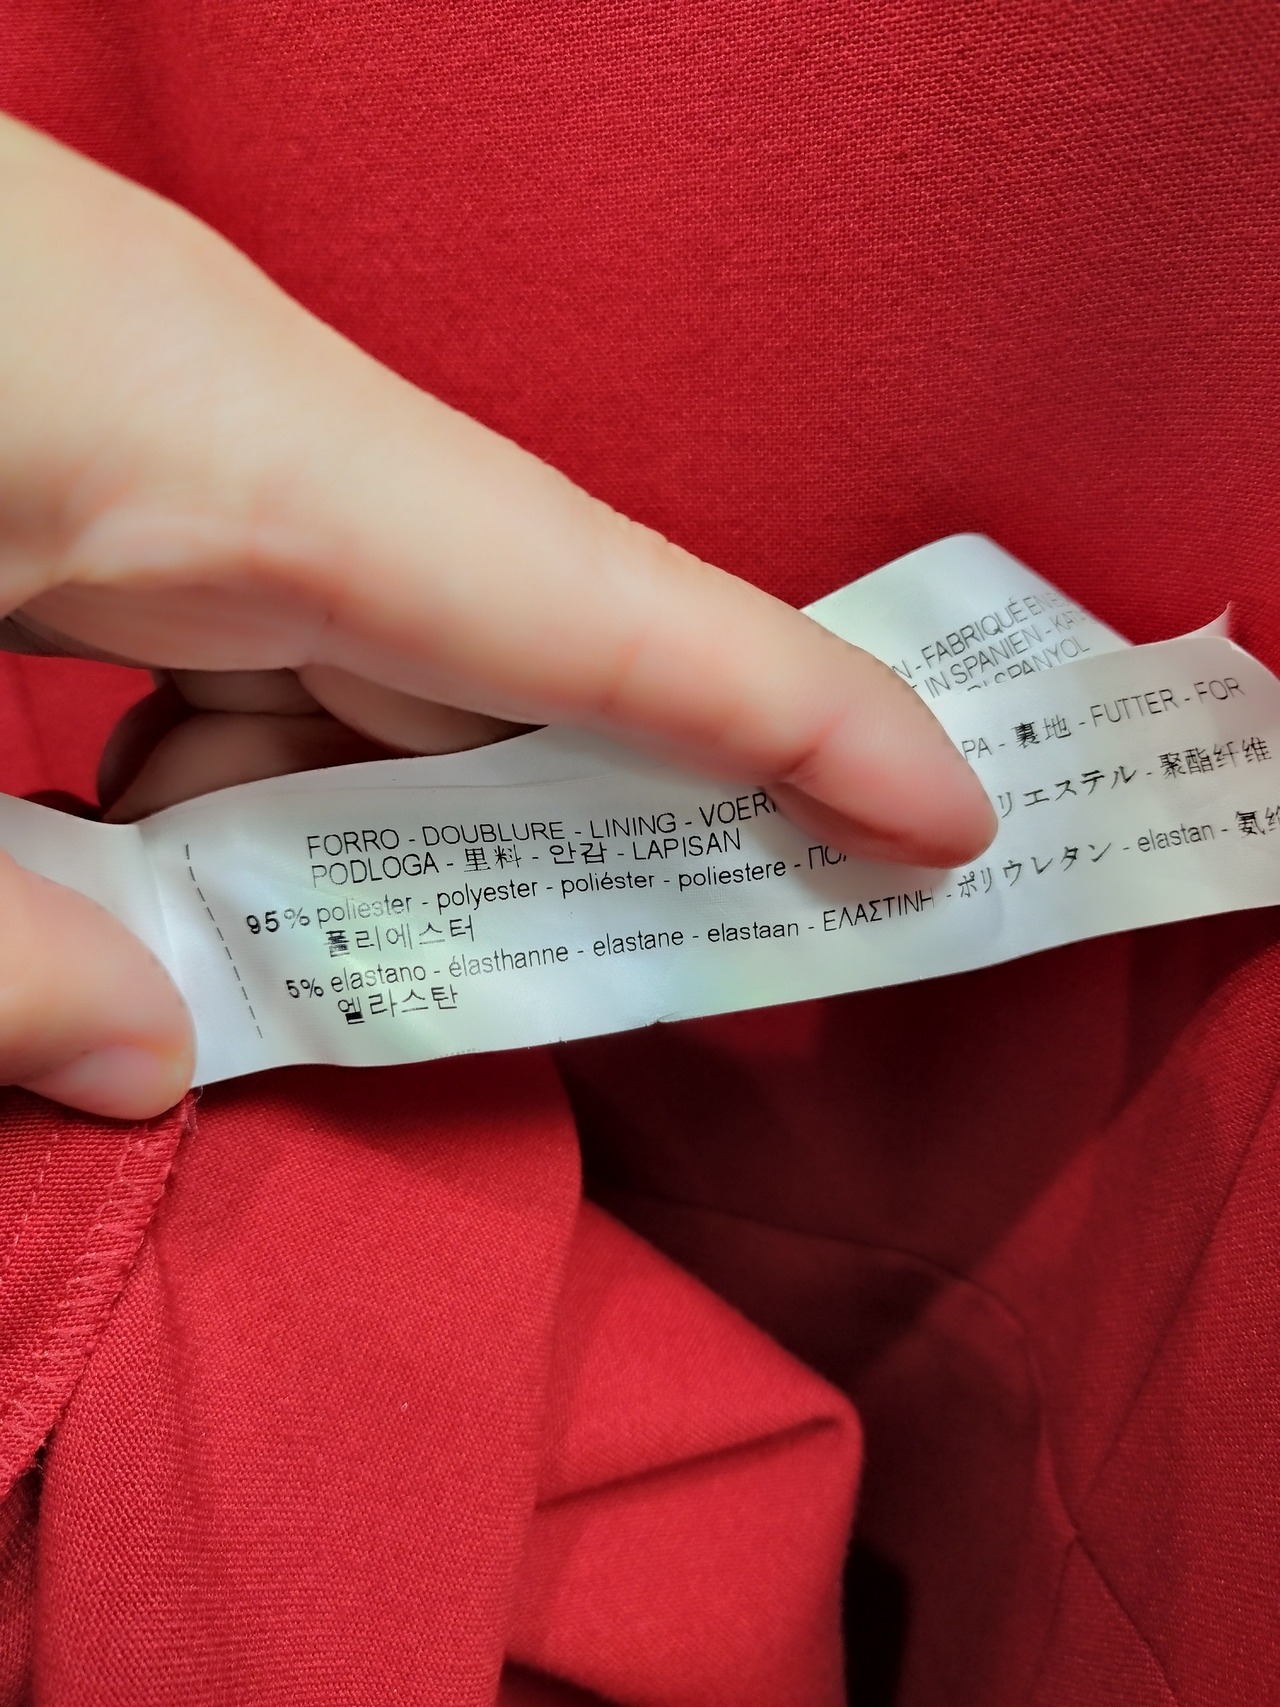 - FABRIQUÉ EN
IN SPANIEN -
SPANYOL
FORRO - DOUBLURE - LINING - - 裏地 - FUTTER - FOR
PODLOGA - 里料 - 안감 - LAPISAN
95% poliester - polyester - poliéster - poliestere - リエステル - 聚酯纤维
폴리에스터
5% elastano - élasthanne - elastane - elastaan - ΕΛΑΣΤΙΝΗ - ポリウレタン - elastan -
엘라스탄